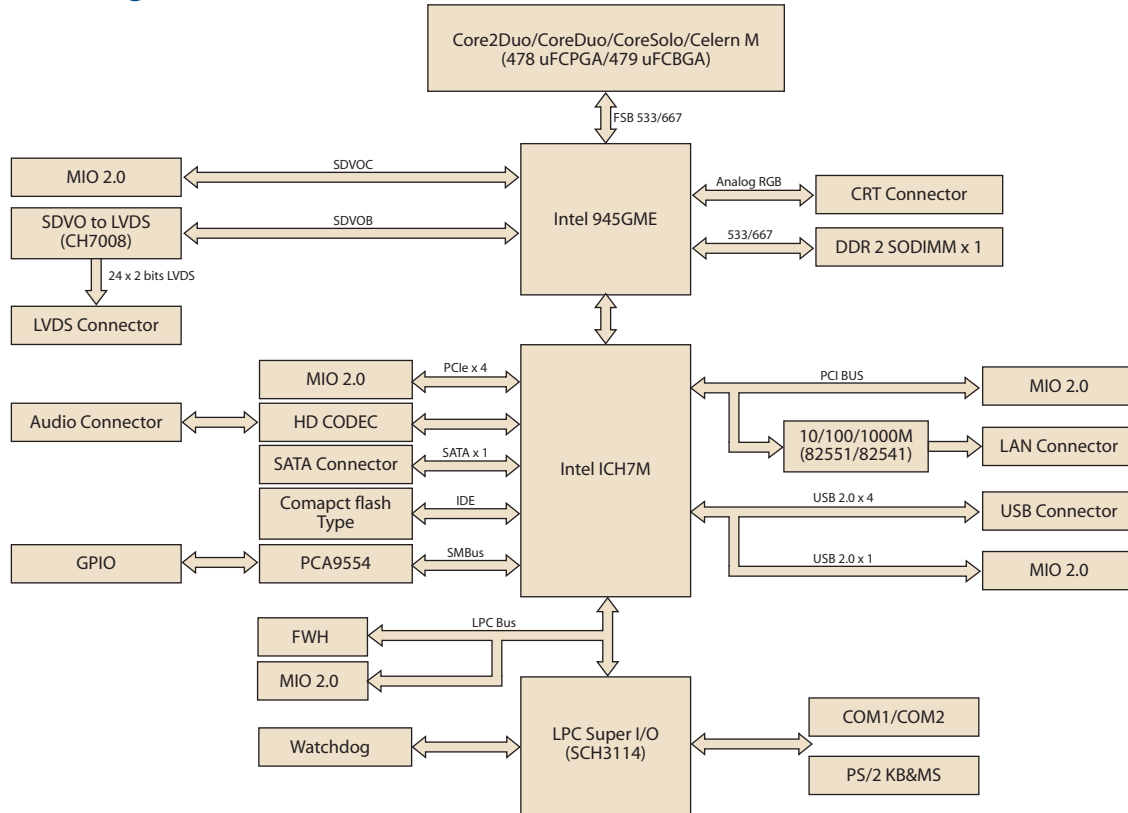 Core2Duo/CoreDuo/CoreSolo/Celern M
(478 uFCPGA/479 uFCBGA)
FSB 533/667
MIO 2.0
SDVOC
Intel 945GME
Analog RGB
CRT Connector
SDVO to LVDS
(CH7008)
SDVOB
533/667
DDR 2 SODIMM x 1
24 x 2 bits LVDS
LVDS Connector
MIO 2.0
PCIe x 4
Intel ICH7M
PCI BUS
MIO 2.0
Audio Connector
HD CODEC
10/100/1000M
(82551/82541)
LAN Connector
SATA Connector
SATA x 1
Comapct flash
Type
IDE
USB 2.0 x 4
USB Connector
GPIO
PCA9554
SMBus
USB 2.0 x 1
MIO 2.0
FWH
LPC Bus
MIO 2.0
Watchdog
LPC Super I/O
(SCH3114)
COM1/COM2
PS/2 KB&MS